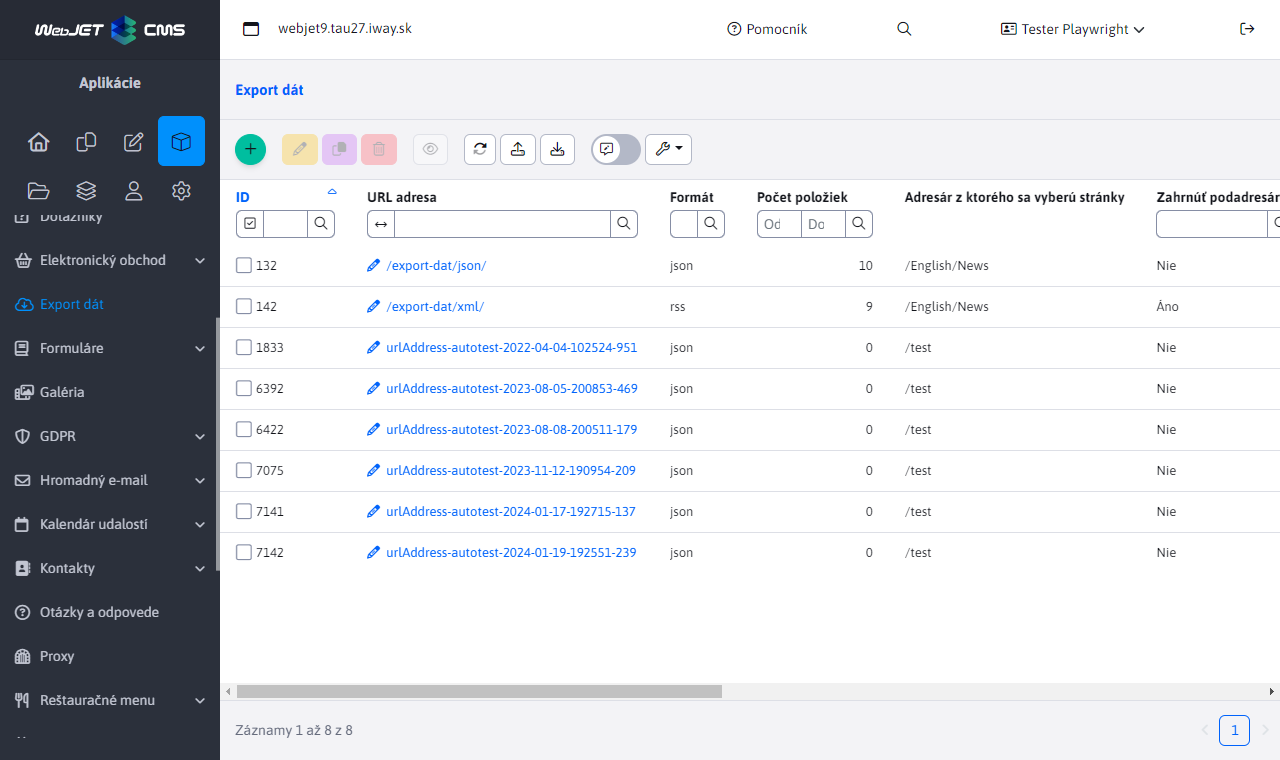 WebJET CMS
webjet9.tau27.iway.sk
Pomocník
Tester Playwright
Aplikácie
Export dát
Dotazníky
Elektronický obchod
Export dát
Formuláre
Galéria
GDPR
Hromadný e-mail
Kalendár udalostí
Kontakty
Otázky a odpovede
Proxy
Reštauračné menu
ID URL adresa Formát Počet položiek Adresár z ktorého sa vyberú stránky Zahrnúť podadresár
Od Do
132 /export-dat/json/ json 10 /English/News Nie
142 /export-dat/xml/ rss 9 /English/News Áno
1833 urlAddress-autotest-2022-04-04-102524-951 json 0 /test Nie
6392 urlAddress-autotest-2023-08-05-200853-469 json 0 /test Nie
6422 urlAddress-autotest-2023-08-08-200511-179 json 0 /test Nie
7075 urlAddress-autotest-2023-11-12-190954-209 json 0 /test Nie
7141 urlAddress-autotest-2024-01-17-192715-137 json 0 /test Nie
7142 urlAddress-autotest-2024-01-19-192551-239 json 0 /test Nie
Záznamy 1 až 8 z 8
1